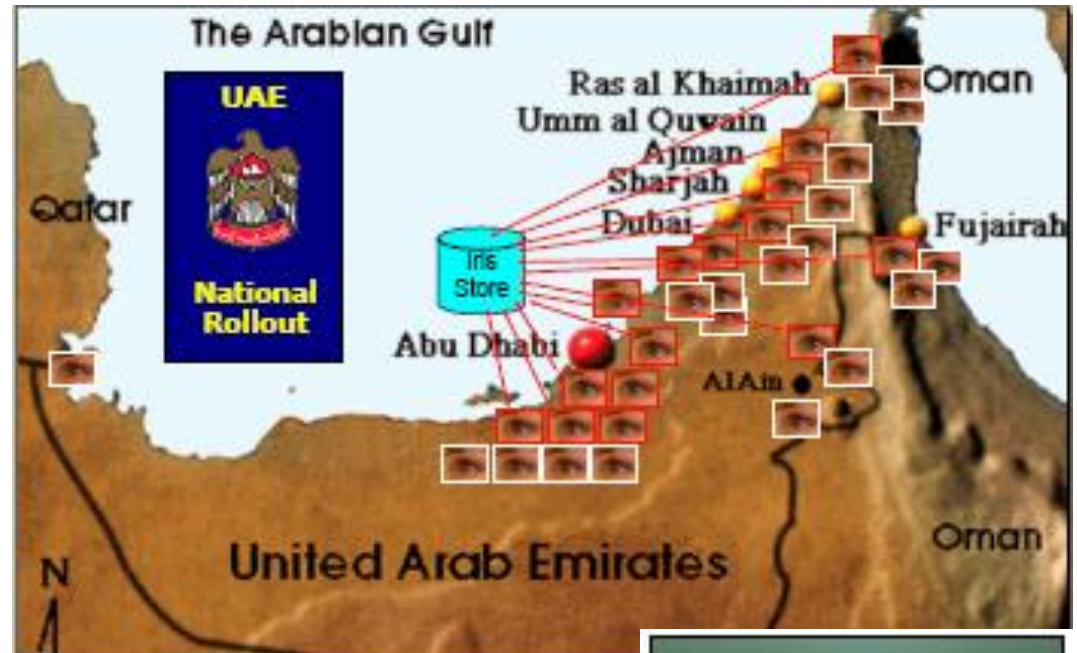 The Arabian Gulf
UAE
National
Rollout
Qatar
Ras al Khaimah
Oman
Umm al Quwain
Ajman
Sharjah
Dubai
Fujairah
Iris
Store
Abu Dhabi
Al Ain
Oman
United Arab Emirates
N